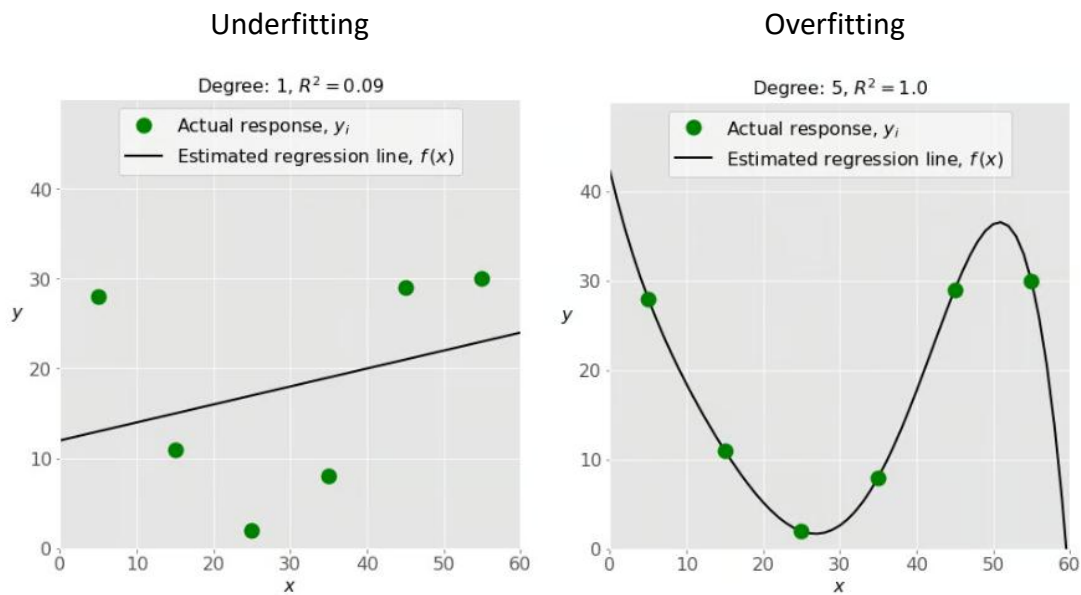 Underfitting
Degree: 1, R² = 0.09
Actual response, yᵢ
Estimated regression line, f(x)
40
30
20
10
0
y
0 10 20 30 40 50 60
x
Overfitting
Degree: 5, R² = 1.0
Actual response, yᵢ
Estimated regression line, f(x)
40
30
20
10
0
y
0 10 20 30 40 50 60
x